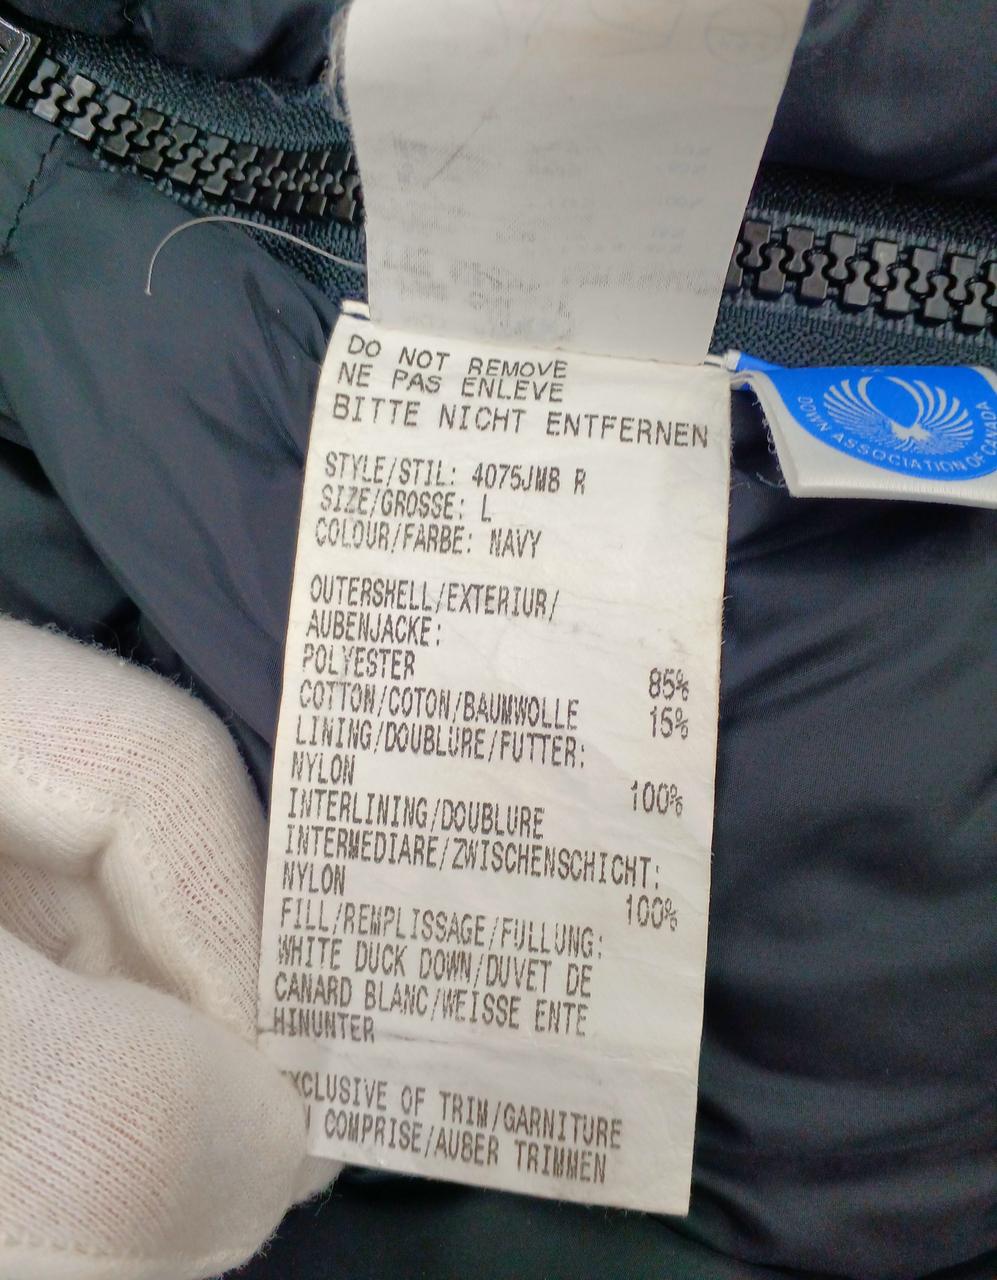 DO NOT REMOVE
NE PAS ENLEVE
BITTE NICHT ENTFERNEN
STYLE/STIL: 4075JM8 R
SIZE/GROSSE: L
COLOUR/FARBE: NAVY
OUTERSHELL/EXTERIUR/
AUBENJACKE:
POLYESTER 85%
COTTON/COTON/BAUMWOLLE 15%
LINING/DOUBLURE/FUTTER:
NYLON 100%
INTERLINING/DOUBLURE
INTERMEDIARE/ZWISCHENSCHICHT:
NYLON 100%
FILL/REMPLISSAGE/FULLUNG:
WHITE DUCK DOWN/DUVET DE
CANARD BLANC/WEISSE ENTE
HINUNTER
XCLUSIVE OF TRIM/GARNITURE
N COMPRISE/AUBER TRIMMEN
DOWN ASSOCIATION OF CANADA